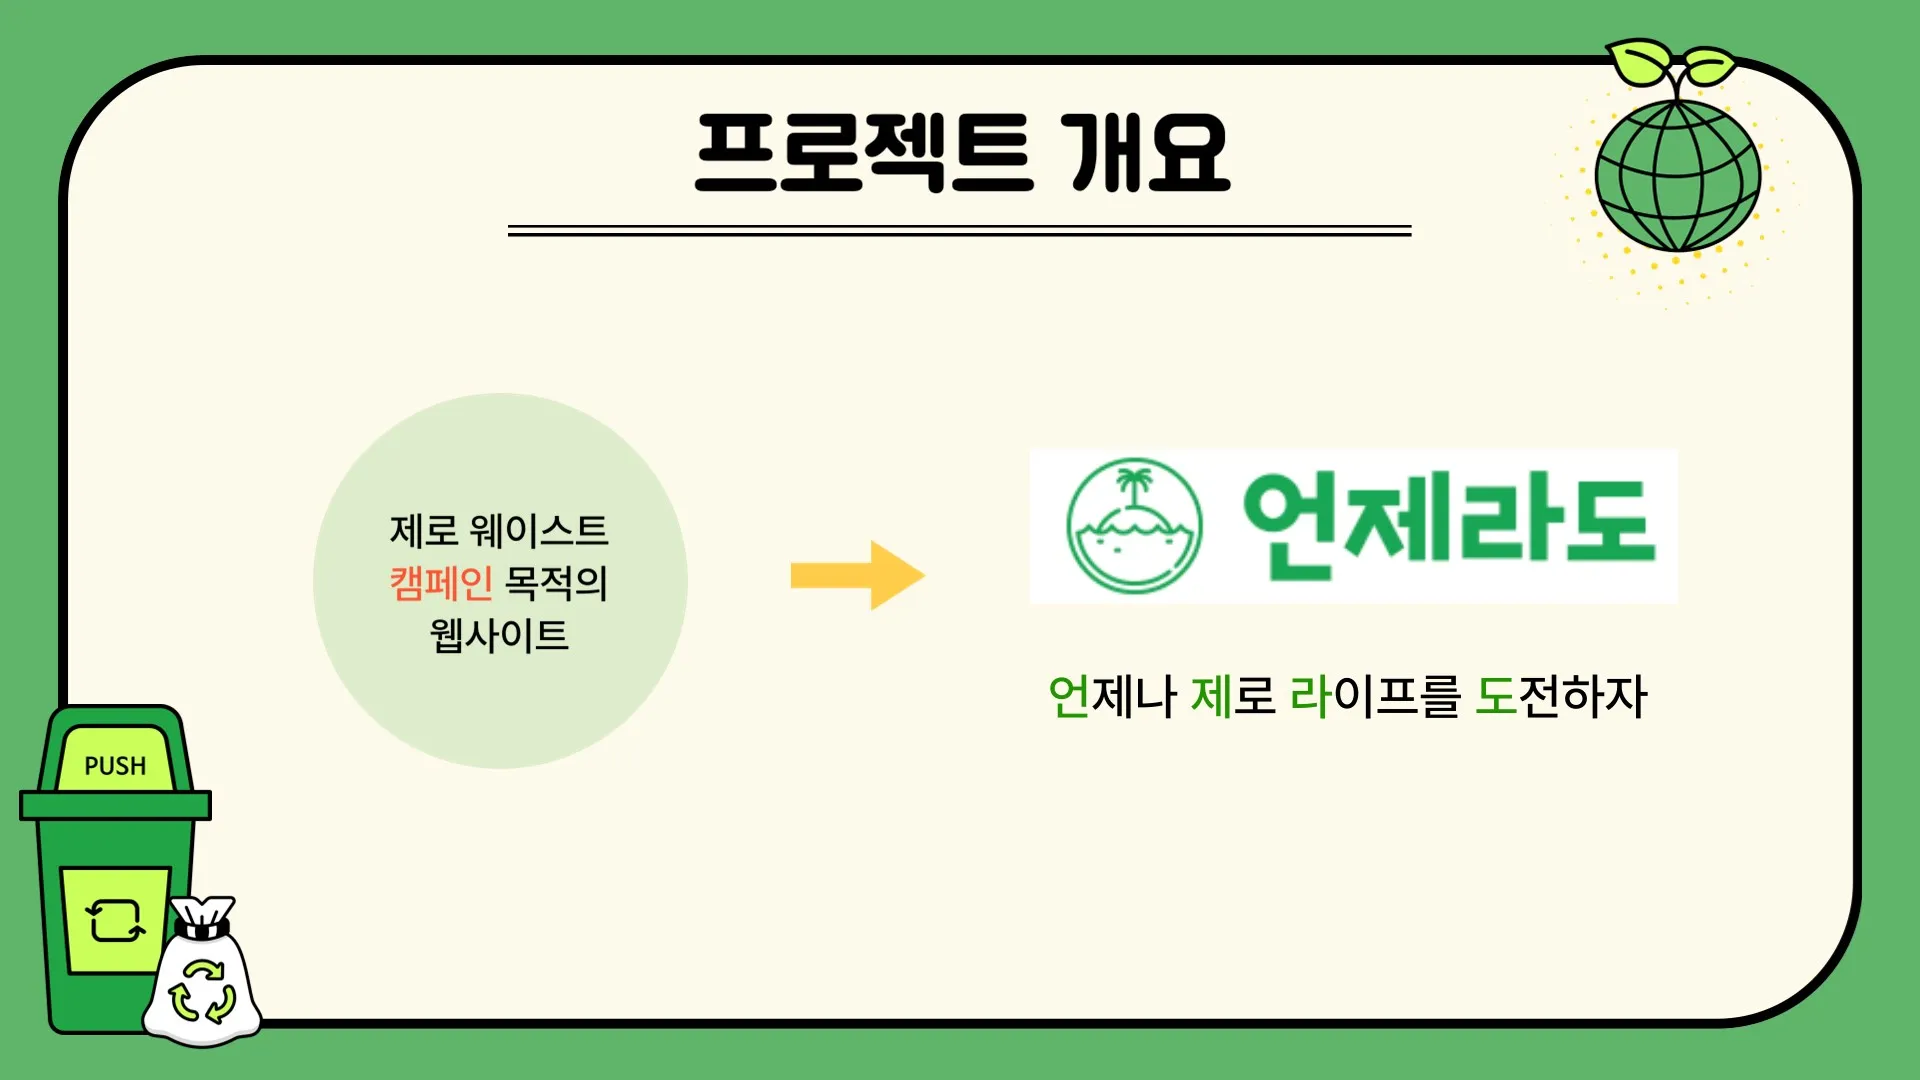 프로젝트 개요
제로 웨이스트
캠페인 목적의
웹사이트
언제라도
언제나 제로 라이프를 도전하자
PUSH